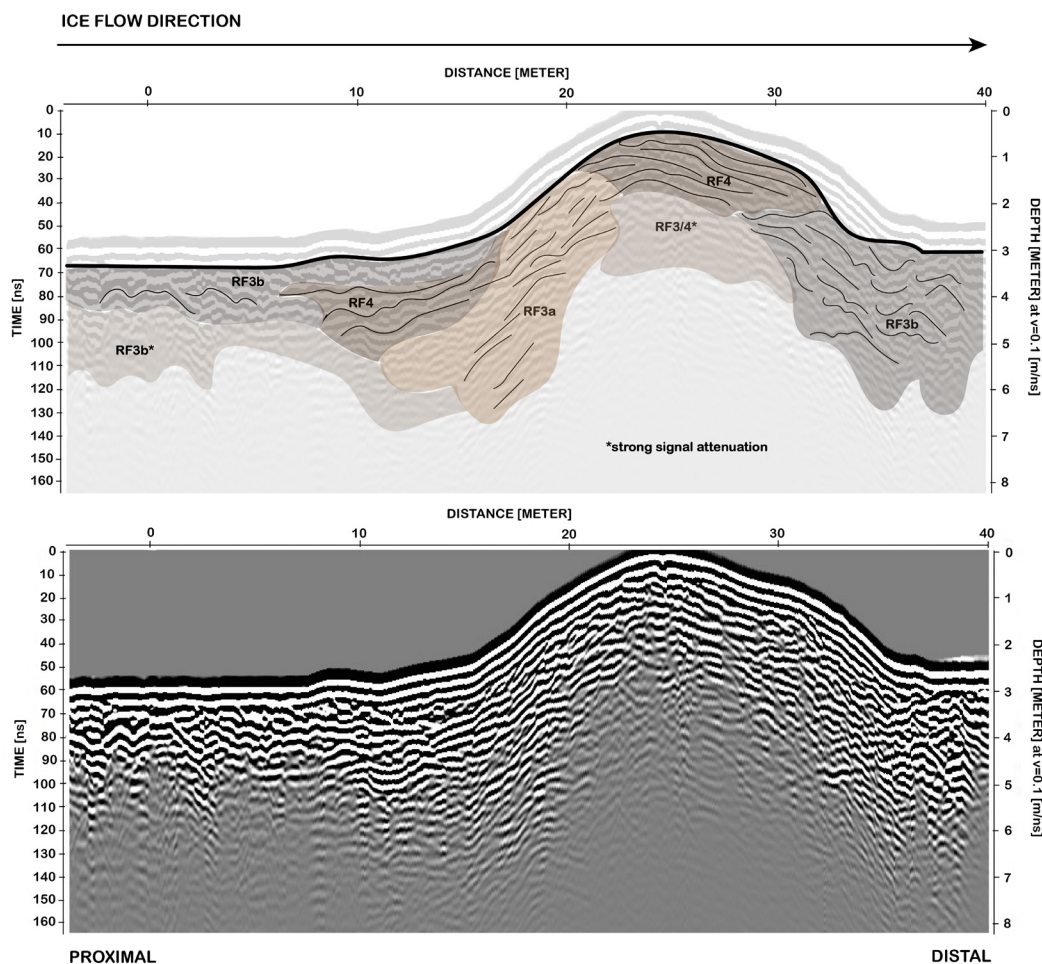 ICE FLOW DIRECTION
DISTANCE [METER]
0 10 20 30 40
TIME [ns]
0
10
20
30
40
50
60
70
80
90
100
110
120
130
140
150
160
RF4
RF3/4*
RF3b
RF4
RF3a
RF3b
RF3b*
*strong signal attenuation
0
1
2
3
4
5
6
7
8
DEPTH [METER] at v=0.1 [m/ns]
DISTANCE [METER]
0 10 20 30 40
TIME [ns]
0
10
20
30
40
50
60
70
80
90
100
110
120
130
140
150
160
0
1
2
3
4
5
6
7
8
DEPTH [METER] at v=0.1 [m/ns]
PROXIMAL DISTAL